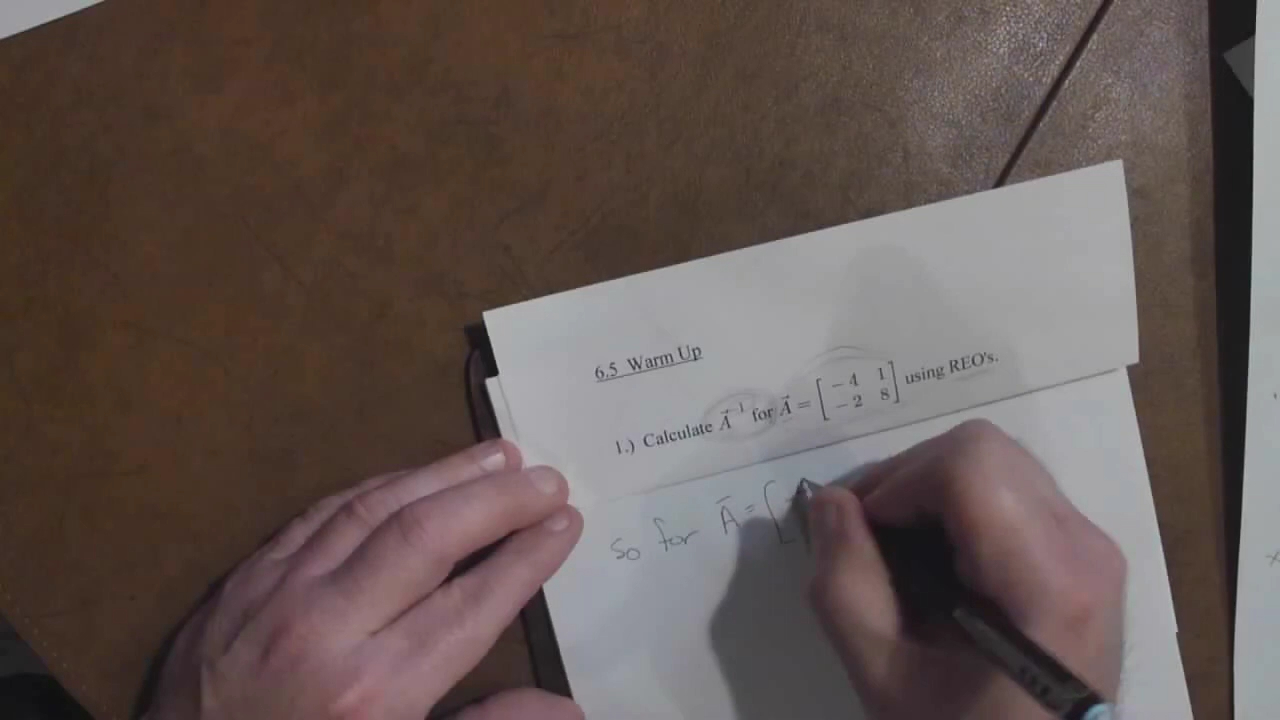 6.5 Warm Up
1.) Calculate A⃗⁻¹ for A⃗ = [ -4 1 ; -2 8 ] using REO's.
so for A⃗ = [